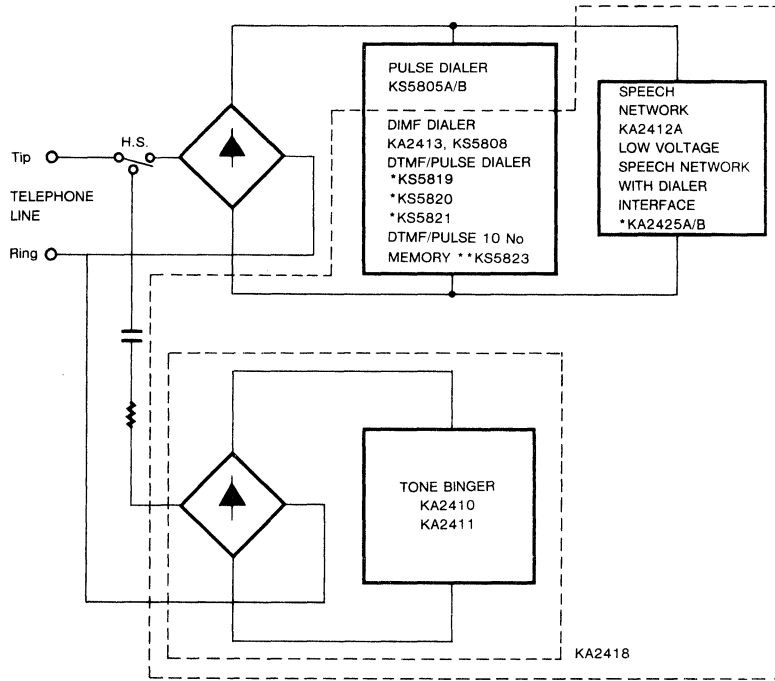 PULSE DIALER
KS5805A/B
DIMF DIALER
KA2413, KS5808
DTMF/PULSE DIALER
*KS5819
*KS5820
*KS5821
DTMF/PULSE 10 No
MEMORY **KS5823
SPEECH
NETWORK
KA2412A
LOW VOLTAGE
SPEECH NETWORK
WITH DIALER
INTERFACE
*KA2425A/B
H.S.
Tip
TELEPHONE
LINE
Ring
TONE BINGER
KA2410
KA2411
KA2418